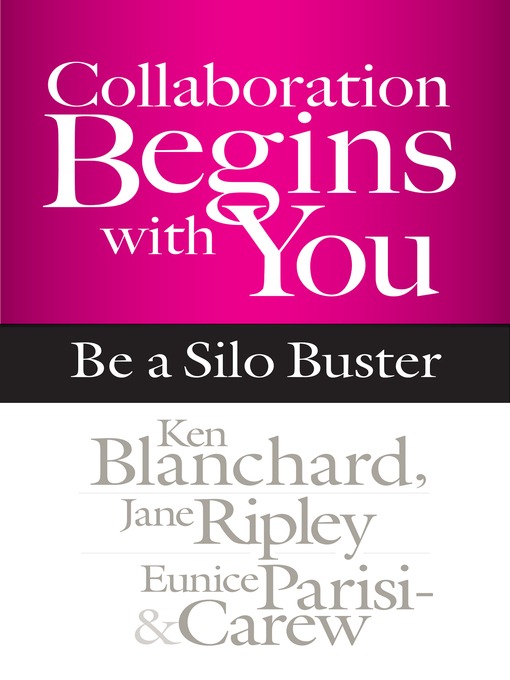 Collaboration
Begins
with You
Be a Silo Buster
Ken
Blanchard,
Jane Ripley
Eunice Parisi-
& Carew